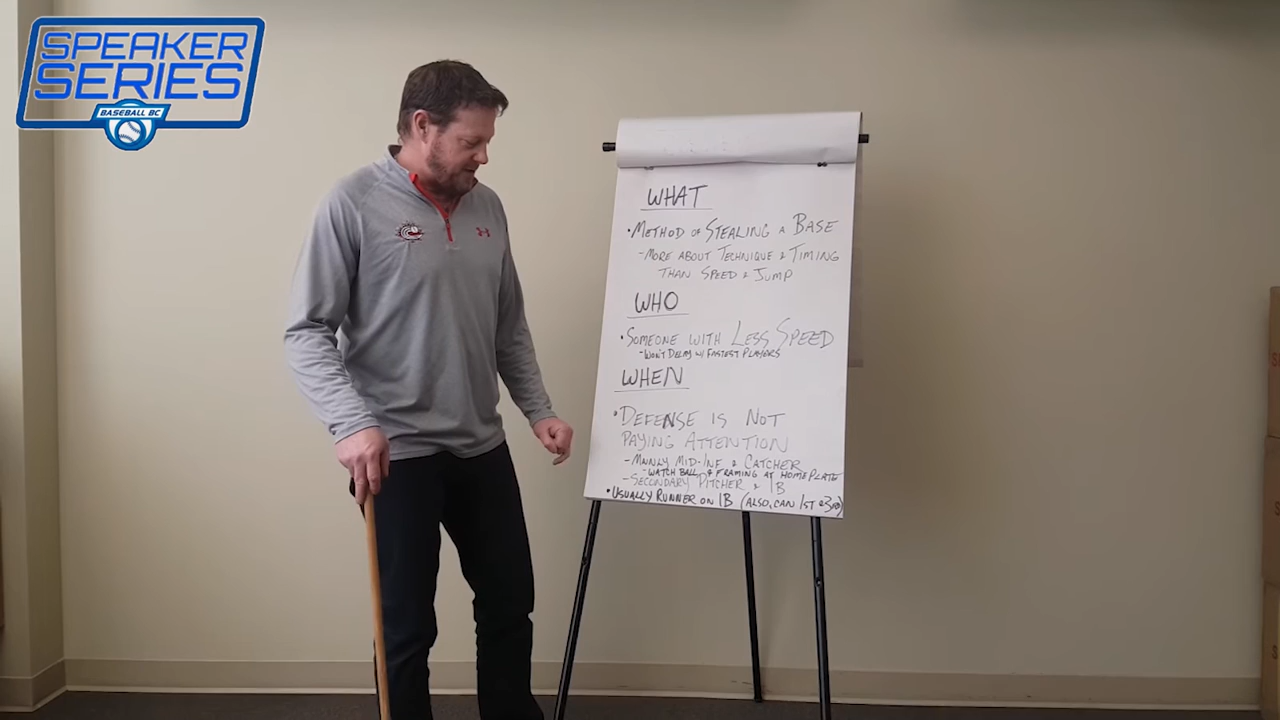 SPEAKER
SERIES
BASEBALL BC
WHAT
• METHOD OF STEALING A BASE
- MORE ABOUT TECHNIQUE & TIMING
THAN SPEED & JUMP
WHO
• SOMEONE WITH LESS SPEED
- WON'T DELAY W/ FASTEST PLAYERS
WHEN
• DEFENSE IS NOT
PAYING ATTENTION
- MAINLY MID-INF & CATCHER
- WATCH BALL & FRAMING AT HOME PLATE
- SECONDARY PITCHER & 1B
• USUALLY RUNNER ON 1B (ALSO, CAN 1ST & 3RD)